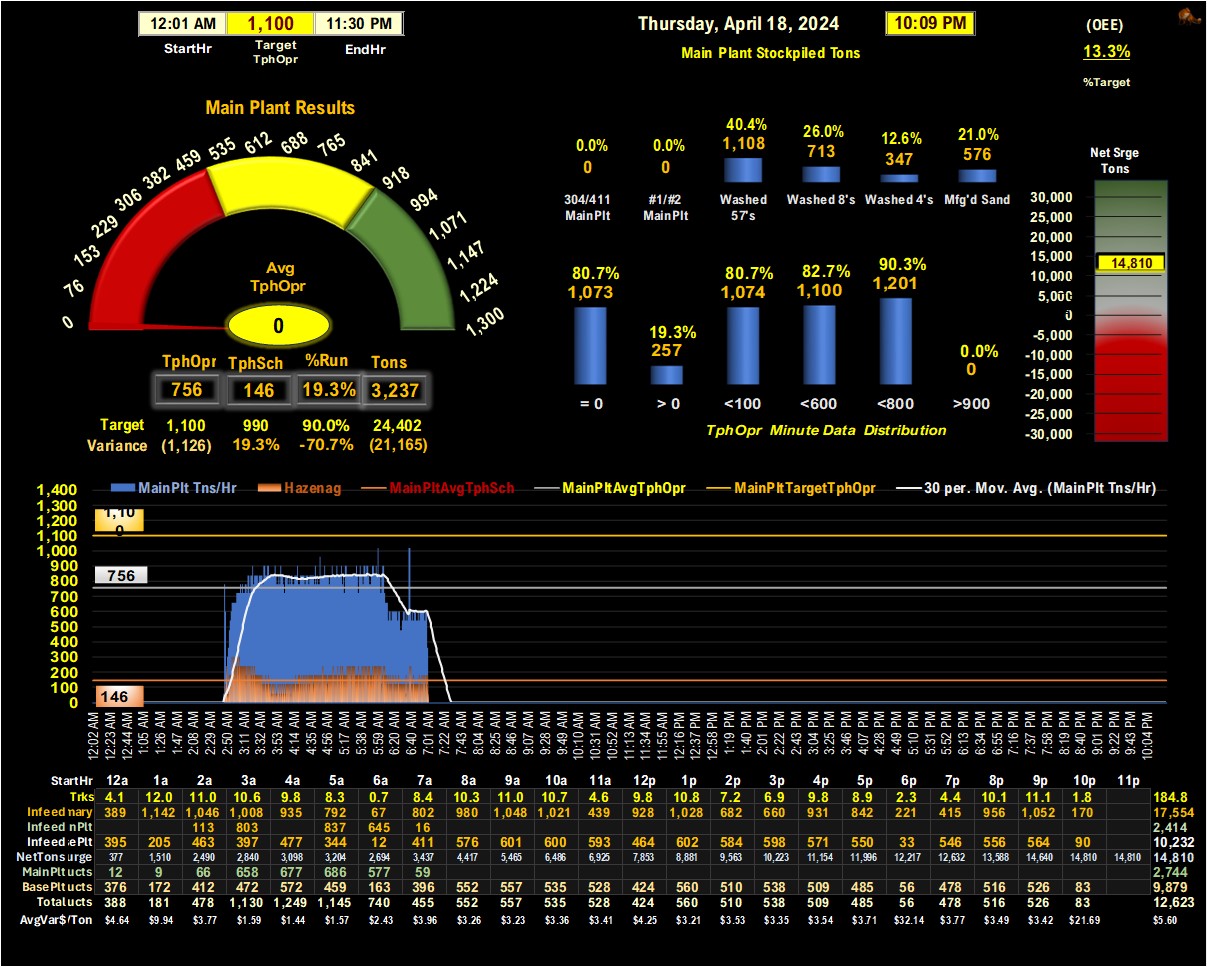 12:01 AM 1,100 11:30 PM
StartHr Target TphOpr EndHr
Thursday, April 18, 2024 10:09 PM
Main Plant Stockpiled Tons
(OEE)
13.3%
%Target
Main Plant Results
0 76 153 229 306 382 459 535 612 688 765 841 918 994 1,071 1,147 1,224 1,300
Avg
TphOpr
0
TphOpr TphSch %Run Tons
756 146 19.3% 3,237
Target 1,100 990 90.0% 24,402
Variance (1,126) 19.3% -70.7% (21,165)
0.0% 0.0% 40.4% 26.0% 12.6% 21.0%
0 0 1,108 713 347 576
304/411 MainPlt #1/#2 MainPlt Washed 57's Washed 8's Washed 4's Mfg'd Sand
80.7% 19.3% 80.7% 82.7% 90.3% 0.0%
1,073 257 1,074 1,100 1,201 0
= 0 > 0 <100 <600 <800 >900
TphOpr Minute Data Distribution
Net Srge
Tons
30,000
25,000
20,000
15,000
14,810
10,000
5,000
0
-5,000
-10,000
-15,000
-20,000
-25,000
-30,000
MainPlt Tns/Hr Hazenag MainPltAvgTphSch MainPltAvgTphOpr MainPltTargetTphOpr 30 per. Mov. Avg. (MainPlt Tns/Hr)
1,400
1,300
1,200
1,100
1,000
900
800
700
600
500
400
300
200
100
0
1,100
756
146
12:02 AM 12:23 AM 12:44 AM 1:05 AM 1:26 AM 1:47 AM 2:08 AM 2:29 AM 2:50 AM 3:11 AM 3:32 AM 3:53 AM 4:14 AM 4:35 AM 4:56 AM 5:17 AM 5:38 AM 5:59 AM 6:20 AM 6:40 AM 7:01 AM 7:22 AM 7:43 AM 8:04 AM 8:25 AM 8:46 AM 9:07 AM 9:28 AM 9:49 AM 10:10 AM 10:31 AM 10:52 AM 11:13 AM 11:34 AM 11:55 AM 12:16 PM 12:37 PM 12:58 PM 1:19 PM 1:40 PM 2:01 PM 2:22 PM 2:43 PM 3:04 PM 3:25 PM 3:46 PM 4:07 PM 4:28 PM 4:49 PM 5:10 PM 5:31 PM 5:52 PM 6:13 PM 6:34 PM 6:55 PM 7:16 PM 7:37 PM 7:58 PM 8:19 PM 8:40 PM 9:01 PM 9:22 PM 9:43 PM 10:04 PM
StartHr 12a 1a 2a 3a 4a 5a 6a 7a 8a 9a 10a 11a 12p 1p 2p 3p 4p 5p 6p 7p 8p 9p 10p 11p
Trks 4.1 12.0 11.0 10.6 9.8 8.3 0.7 8.4 10.3 11.0 10.7 4.6 9.8 10.8 7.2 6.9 9.8 8.9 2.3 4.4 10.1 11.1 1.8 184.8
Infeed mary 389 1,142 1,046 1,008 935 792 67 802 980 1,048 1,021 439 928 1,028 682 660 931 842 221 415 956 1,052 170 17,554
Infeed nPlt 113 803 837 645 16 2,414
Infeed ePlt 395 205 463 397 477 344 12 411 576 601 600 593 464 602 584 598 571 550 33 546 556 564 90 10,232
NetTons urge 377 1,510 2,490 2,840 3,098 3,204 2,694 3,437 4,417 5,465 6,486 6,925 7,853 8,881 9,563 10,223 11,154 11,996 12,217 12,632 13,588 14,640 14,810 14,810 14,810
MainPlt ucts 12 9 66 658 677 686 577 59 2,744
BasePlt ucts 376 172 412 472 572 459 163 396 552 557 535 528 424 560 510 538 509 485 56 478 516 526 83 9,879
Total ucts 388 181 478 1,130 1,249 1,145 740 455 552 557 535 528 424 560 510 538 509 485 56 478 516 526 83 12,623
AvgVar$/Ton $4.64 $9.94 $3.77 $1.59 $1.44 $1.57 $2.43 $3.96 $3.26 $3.23 $3.36 $3.41 $4.25 $3.21 $3.53 $3.35 $3.54 $3.71 $32.14 $3.77 $3.49 $3.42 $21.69 $5.60